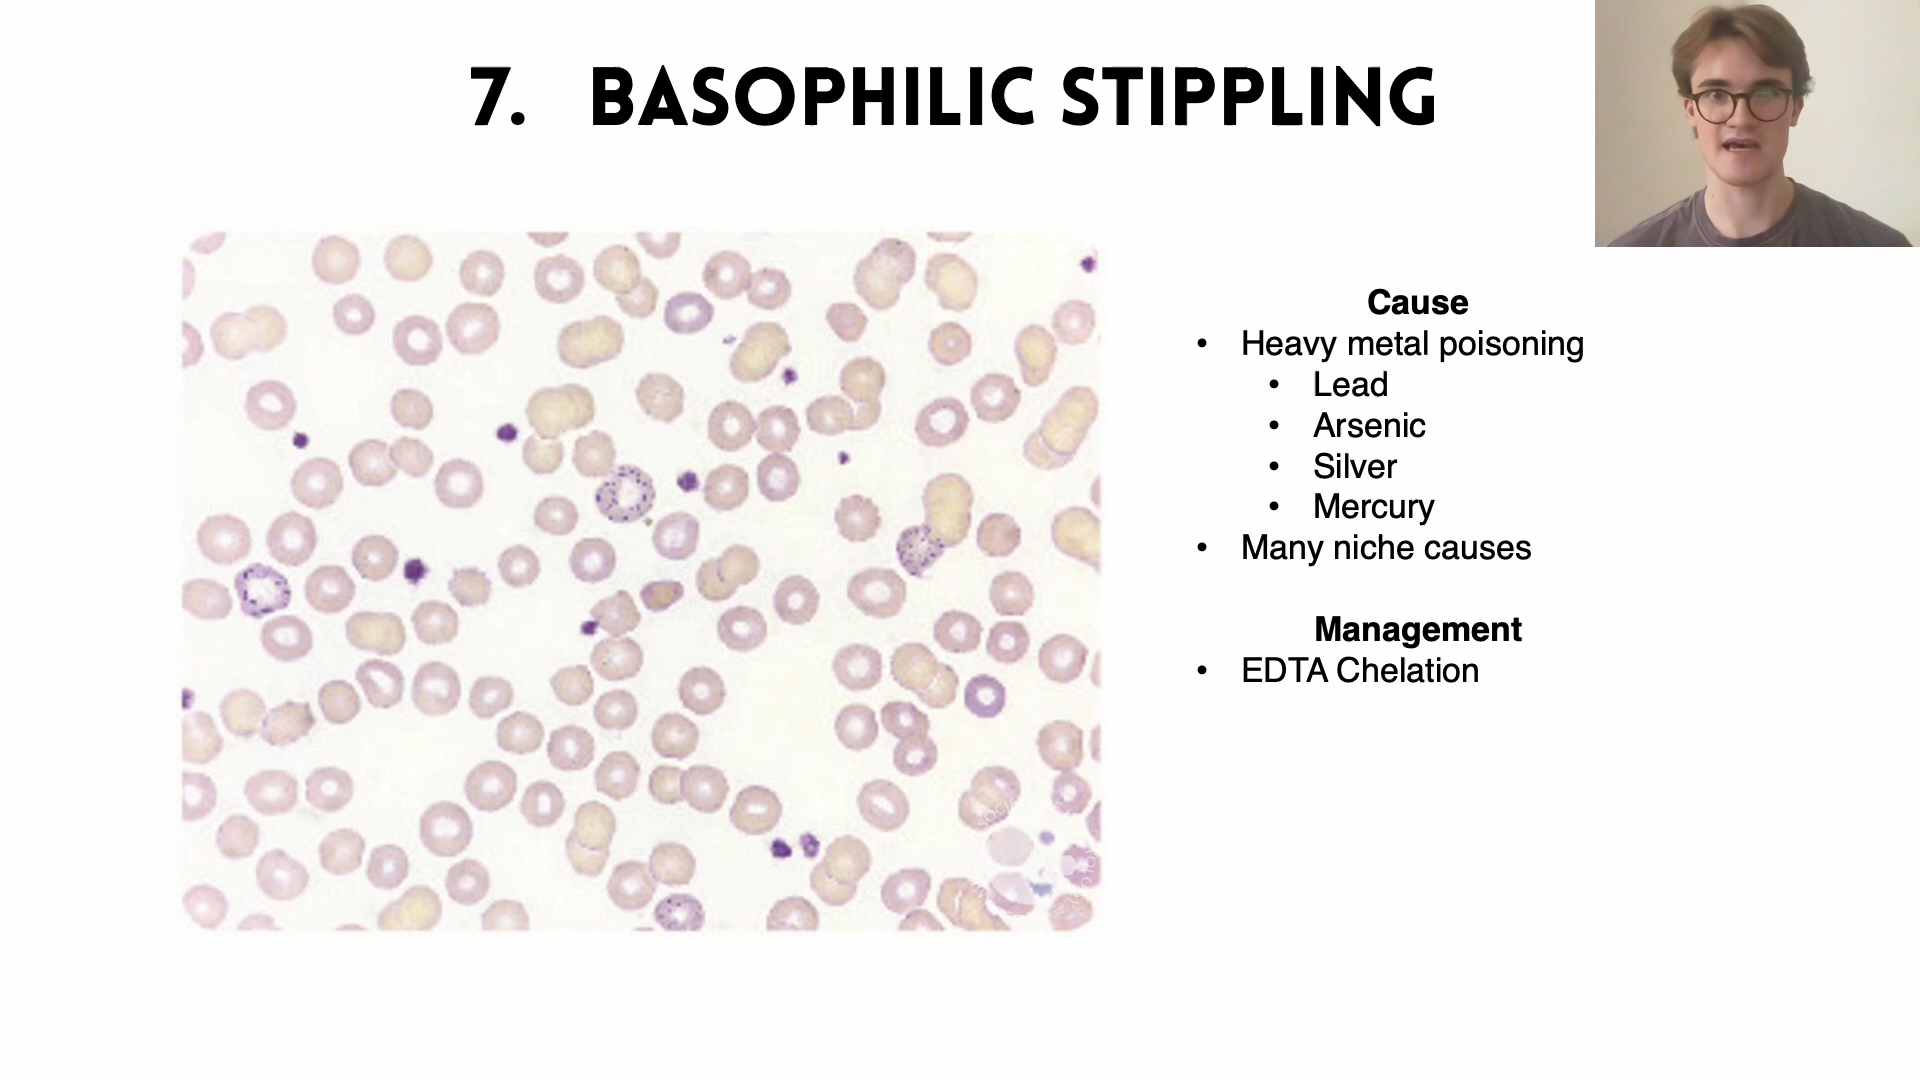 7. BASOPHILIC STIPPLING
Cause
• Heavy metal poisoning
• Lead
• Arsenic
• Silver
• Mercury
• Many niche causes
Management
• EDTA Chelation